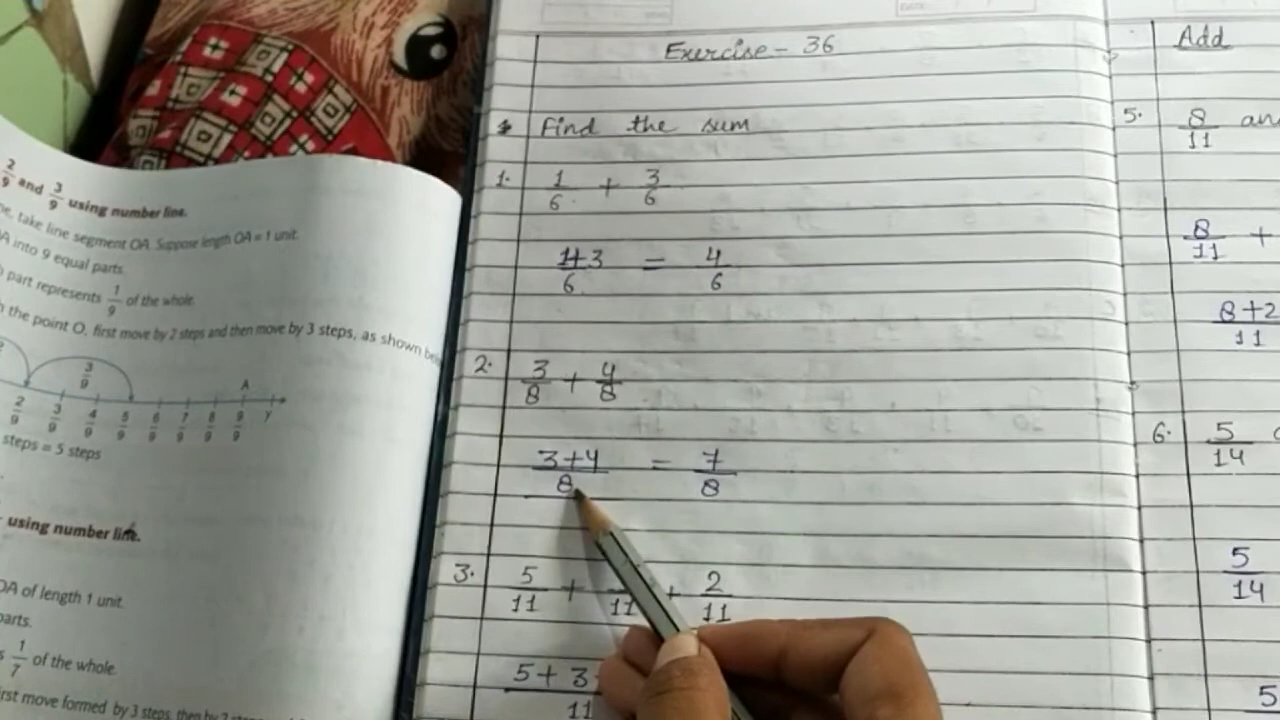 2/9 and 3/9 using number line.
take line segment OA. Suppose length OA = 1 unit.
into 9 equal parts.
part represents 1/9 of the whole.
the point O, first move by 2 steps and then move by 3 steps, as shown
3/9
A
2/9 3/9 4/9 5/9 6/9 7/9 8/9 9/9 y
steps = 5 steps
using number line.
OA of length 1 unit.
parts.
1/7 of the whole.
first move formed by 3 steps, then by 2
Exercise - 36
Find the sum
1. 1/6 + 3/6
1+3/6 = 4/6
2. 3/8 + 4/8
3+4/8 = 7/8
3. 5/11 + /11 + 2/11
5+3
11
Add
5. 8/11 and
8/11 +
8+2
11
6. 5/14
5/14
5